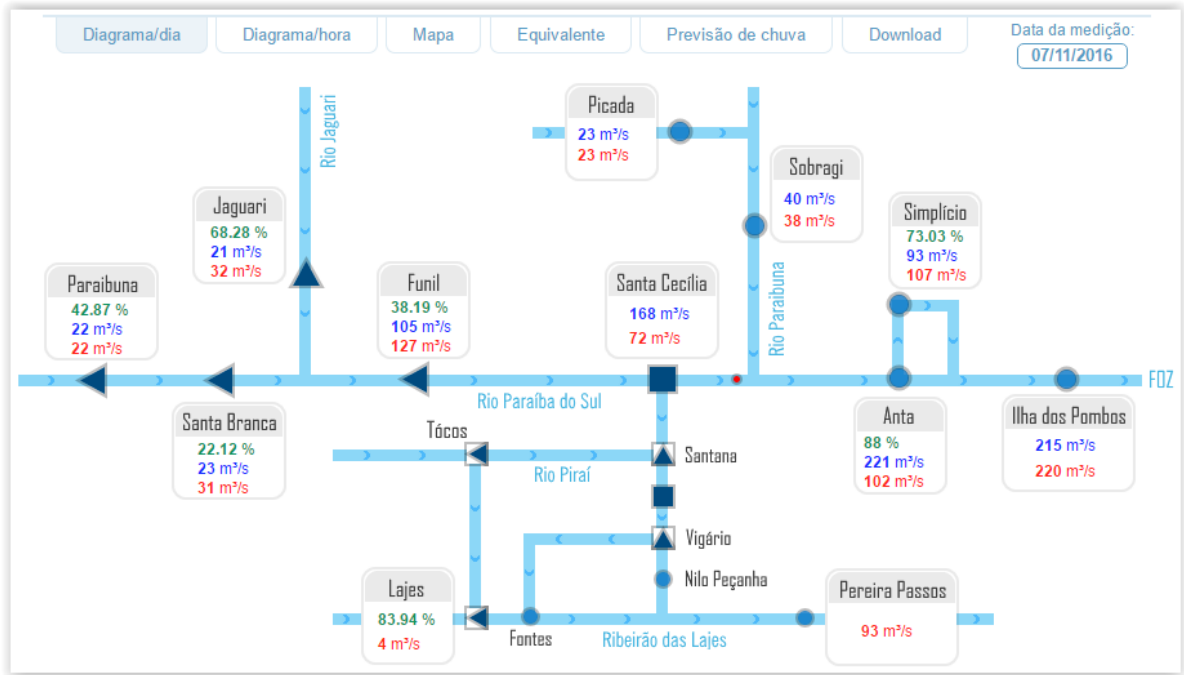 Diagrama/dia
Diagrama/hora
Mapa
Equivalente
Previsão de chuva
Download
Data da medição:
07/11/2016
Rio Jaguari
Picada
23 m³/s
23 m³/s
Sobragi
40 m³/s
38 m³/s
Jaguari
68.28 %
21 m³/s
32 m³/s
Simplício
73.03 %
93 m³/s
107 m³/s
Paraibuna
42.87 %
22 m³/s
22 m³/s
Funil
38.19 %
105 m³/s
127 m³/s
Santa Cecília
168 m³/s
72 m³/s
Rio Paraibuna
FOZ
Rio Paraíba do Sul
Santa Branca
22.12 %
23 m³/s
31 m³/s
Anta
88 %
221 m³/s
102 m³/s
Ilha dos Pombos
215 m³/s
220 m³/s
Tócos
Santana
Rio Piraí
Vigário
Nilo Peçanha
Lajes
83.94 %
4 m³/s
Pereira Passos
93 m³/s
Fontes
Ribeirão das Lajes